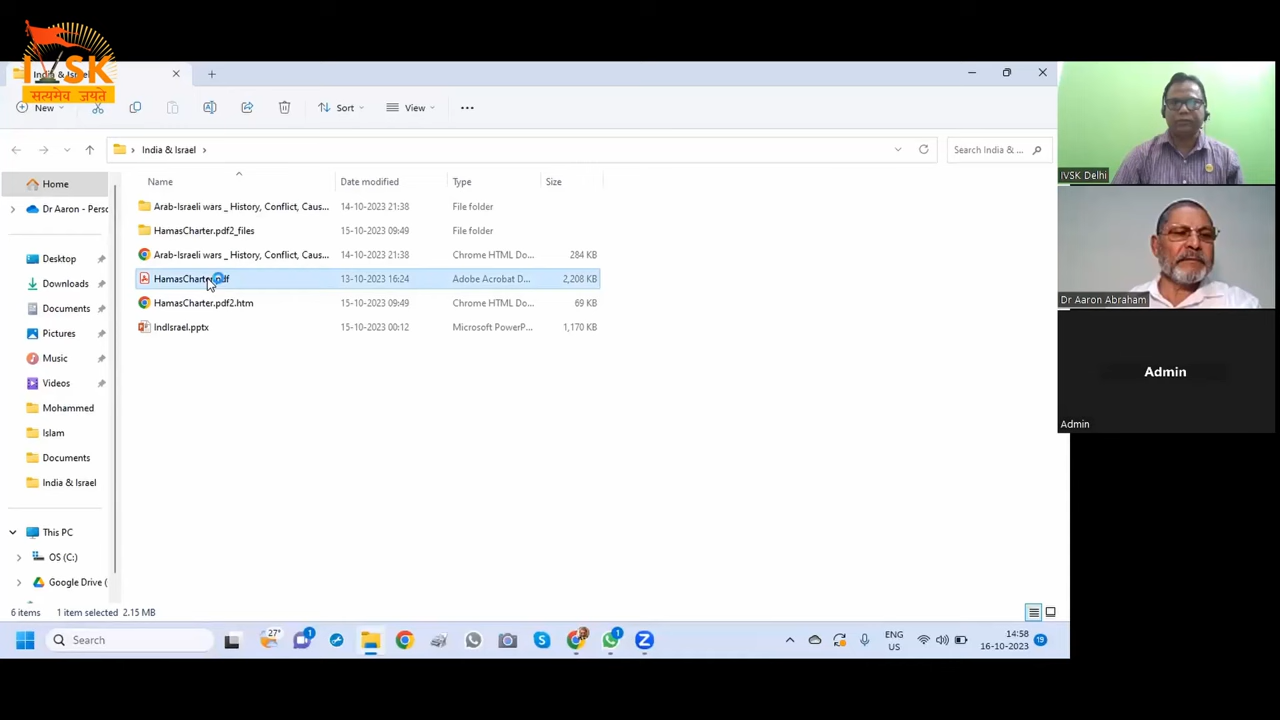 IVSK
सत्यमेव जयते
India & Israel
New
Sort
View
India & Israel
Search India & ...
Name
Date modified
Type
Size
Arab-Israeli wars _ History, Conflict, Caus...
14-10-2023 21:38
File folder
HamasCharter.pdf2_files
15-10-2023 09:49
File folder
Arab-Israeli wars _ History, Conflict, Caus...
14-10-2023 21:38
Chrome HTML Do...
284 KB
HamasCharter.pdf
13-10-2023 16:24
Adobe Acrobat D...
2,208 KB
HamasCharter.pdf2.htm
15-10-2023 09:49
Chrome HTML Do...
69 KB
IndIsrael.pptx
15-10-2023 00:12
Microsoft PowerP...
1,170 KB
Home
Dr Aaron - Persc
Desktop
Downloads
Documents
Pictures
Music
Videos
Mohammed
Islam
Documents
India & Israel
This PC
OS (C:)
Google Drive (
6 items
1 item selected 2.15 MB
Search
27°
1
1
ENG
US
14:58
16-10-2023
19
IVSK Delhi
Dr Aaron Abraham
Admin
Admin